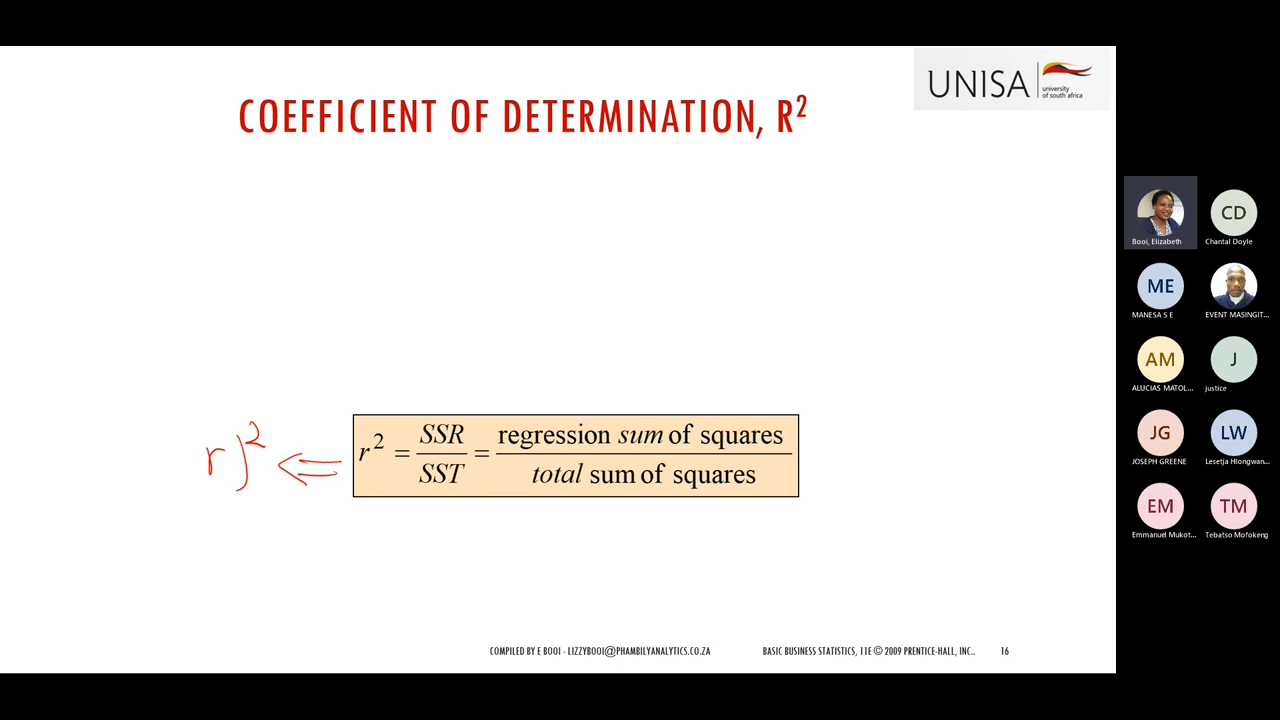 UNISA
university
of south africa
COEFFICIENT OF DETERMINATION, R²
r)²
r² = SSR/SST = regression sum of squares/total sum of squares
COMPILED BY E BOOI - LIZZYBOOI@PHAMBILYANALYTICS.CO.ZA
BASIC BUSINESS STATISTICS, 11E © 2009 PRENTICE-HALL, INC..
16
Booi, Elizabeth
CD
Chantal Doyle
ME
MANESA S E
EVENT MASINGIT...
AM
ALUCIAS MATOL...
J
justice
JG
JOSEPH GREENE
LW
Lesetja Hlongwan...
EM
Emmanuel Mukot...
TM
Tebatso Mofokeng